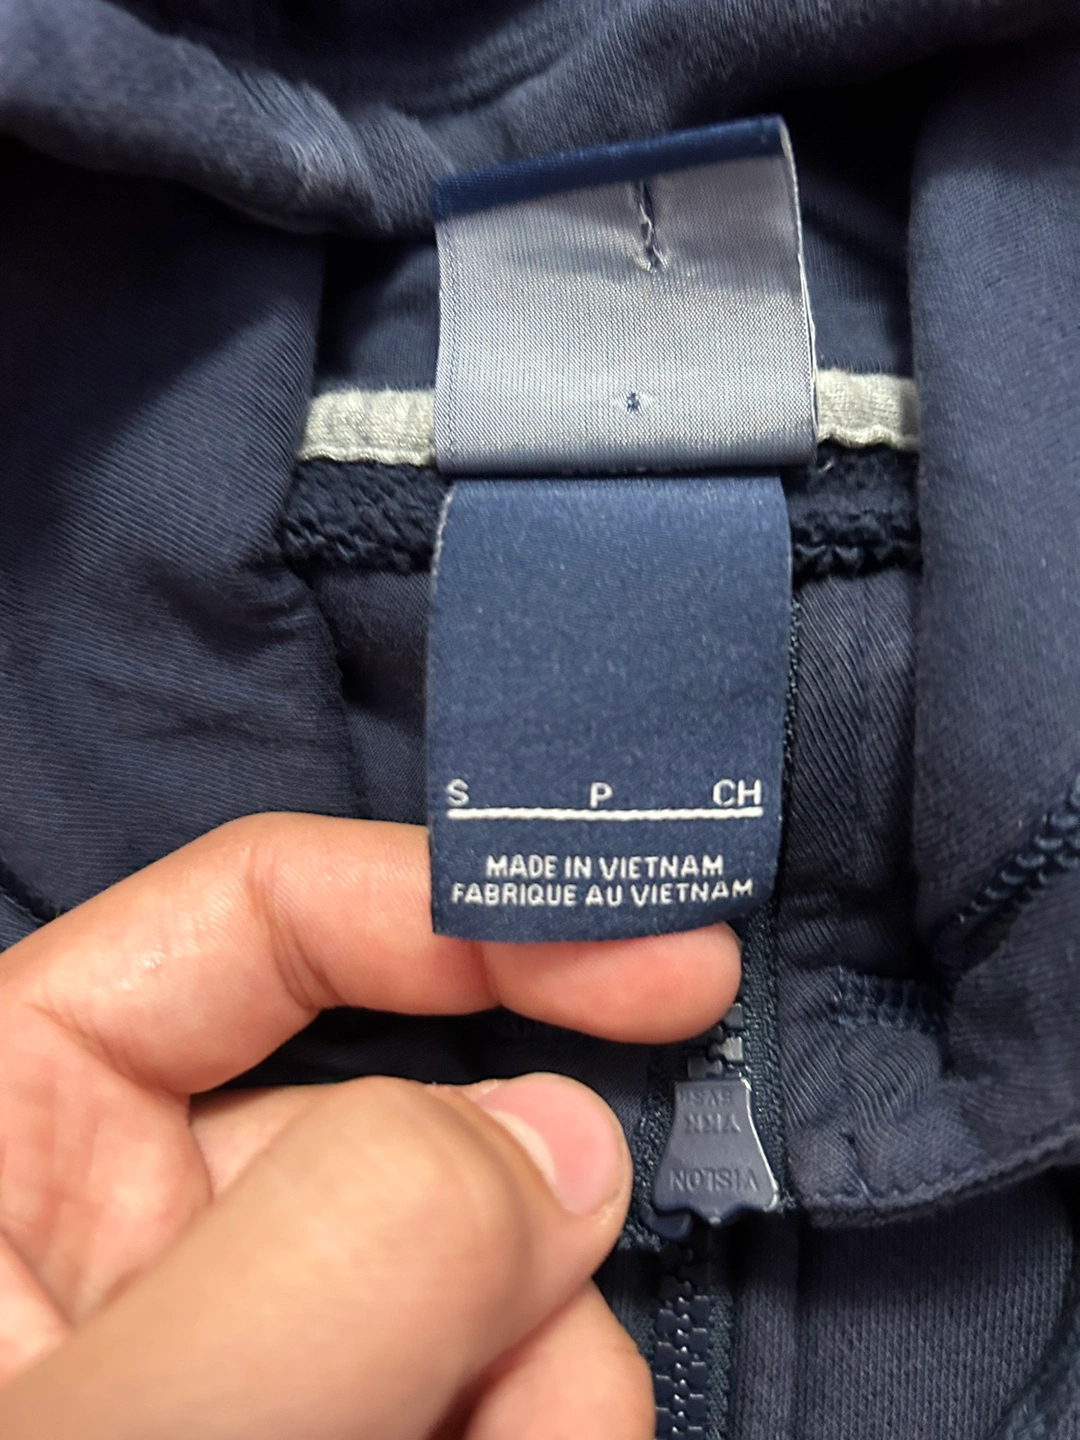 S P CH
MADE IN VIETNAM
FABRIQUE AU VIETNAM
VISLON
YKK